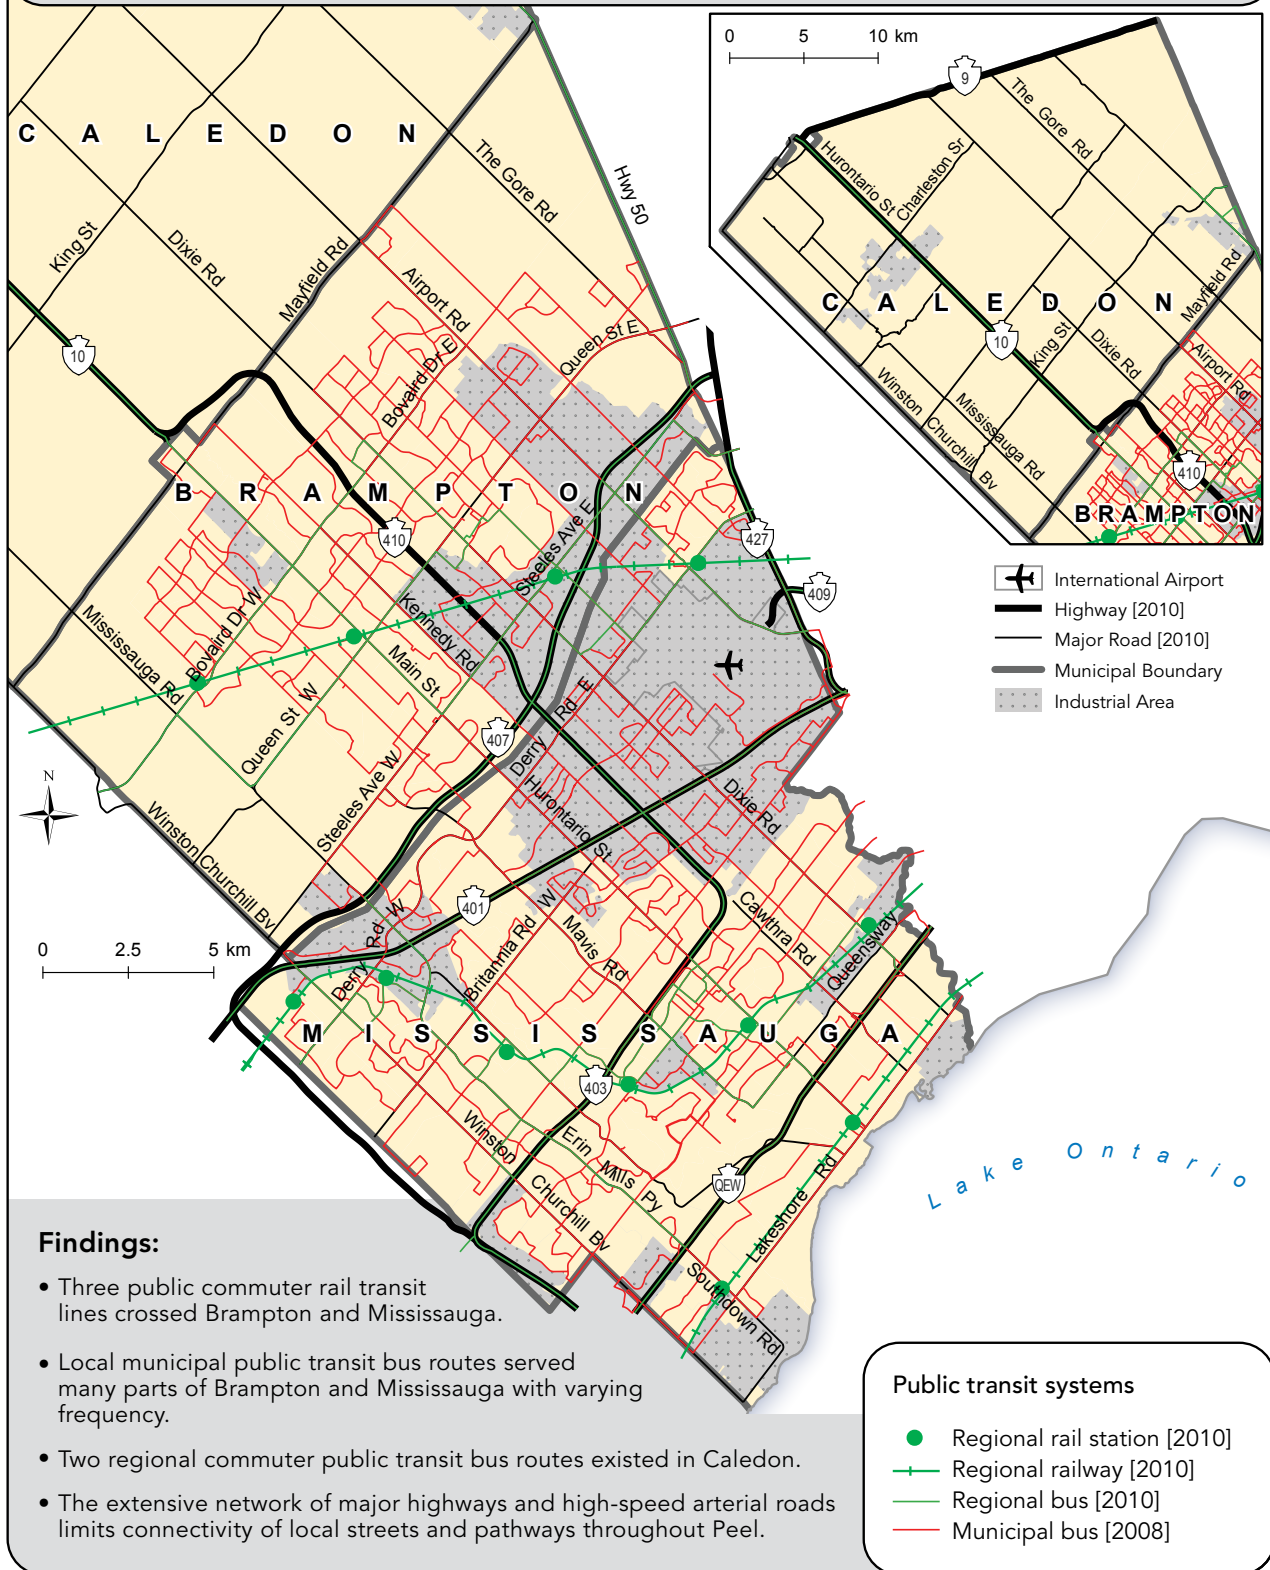 C A L E D O N
King St
Dixie Rd
Mayfield Rd
The Gore Rd
Hwy 50
Airport Rd
Bovaird Dr E
Queen St E
10
B R A M P T O N
410
Steeles Ave E
427
409
Mississauga Rd
Bovaird Dr W
Kennedy Rd
Main St
Queen St W
407
Derry Rd E
Steeles Ave W
Hurontario St
Dixie Rd
Winston Churchill Bv
N
401
Derry Rd W
Britannia Rd W
Mavis Rd
Cawthra Rd
Queensway
0 2.5 5 km
M I S S I S S A U G A
403
Winston Churchill Bv
Erin Mills Py
QEW
Lakeshore Rd
Southdown Rd
Lake Ontario
0 5 10 km
9
The Gore Rd
Hurontario St
Charleston Sr
C A L E D O N
Mayfield Rd
10
King St
Dixie Rd
Airport Rd
Winston Churchill Bv
Mississauga Rd
410
BRAMPTON
International Airport
Highway [2010]
Major Road [2010]
Municipal Boundary
Industrial Area
Findings:
• Three public commuter rail transit
lines crossed Brampton and Mississauga.
• Local municipal public transit bus routes served
many parts of Brampton and Mississauga with varying
frequency.
• Two regional commuter public transit bus routes existed in Caledon.
• The extensive network of major highways and high-speed arterial roads
limits connectivity of local streets and pathways throughout Peel.
Public transit systems
Regional rail station [2010]
Regional railway [2010]
Regional bus [2010]
Municipal bus [2008]